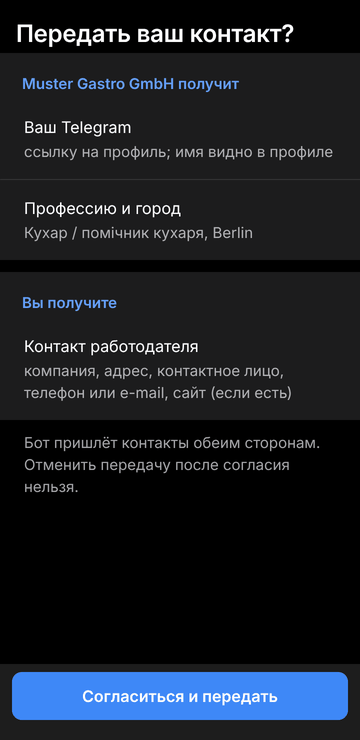 Передать ваш контакт?
Muster Gastro GmbH получит
Ваш Telegram
ссылку на профиль; имя видно в профиле
Профессию и город
Кухар / помічник кухаря, Berlin
Вы получите
Контакт работодателя
компания, адрес, контактное лицо,
телефон или e-mail, сайт (если есть)
Бот пришлёт контакты обеим сторонам.
Отменить передачу после согласия
нельзя.
Согласиться и передать